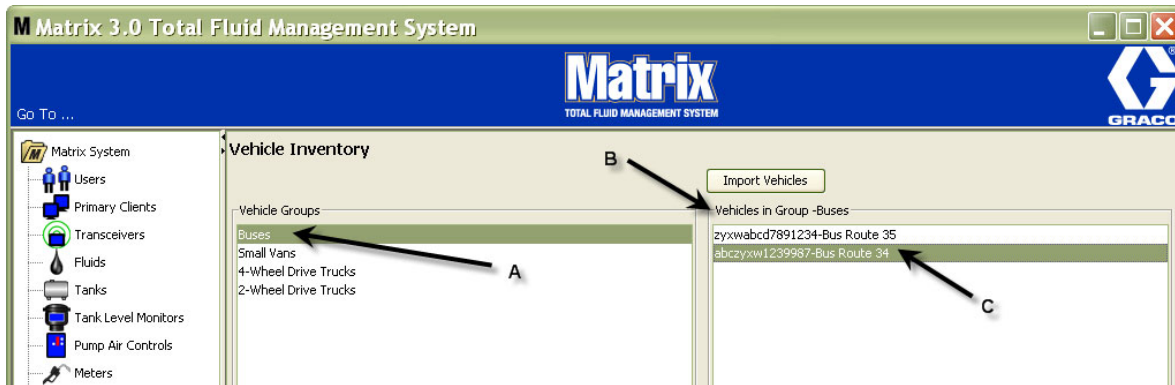 M Matrix 3.0 Total Fluid Management System
Matrix
TOTAL FLUID MANAGEMENT SYSTEM
®
GRACO
Go To ...
Matrix System
Users
Primary Clients
Transceivers
Fluids
Tanks
Tank Level Monitors
Pump Air Controls
Meters
Vehicle Inventory
B
Import Vehicles
Vehicle Groups
Buses
Small Vans
4-Wheel Drive Trucks
2-Wheel Drive Trucks
A
Vehicles in Group -Buses
zyxwabcd7891234-Bus Route 35
abczyxw1239987-Bus Route 34
C